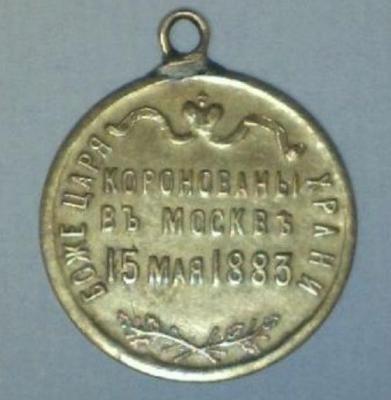 БОЖЕ ЦАРЯ ХРАНИ
КОРОНОВАНЫ
ВЪ МОСКВѢ
15 МАЯ 1883